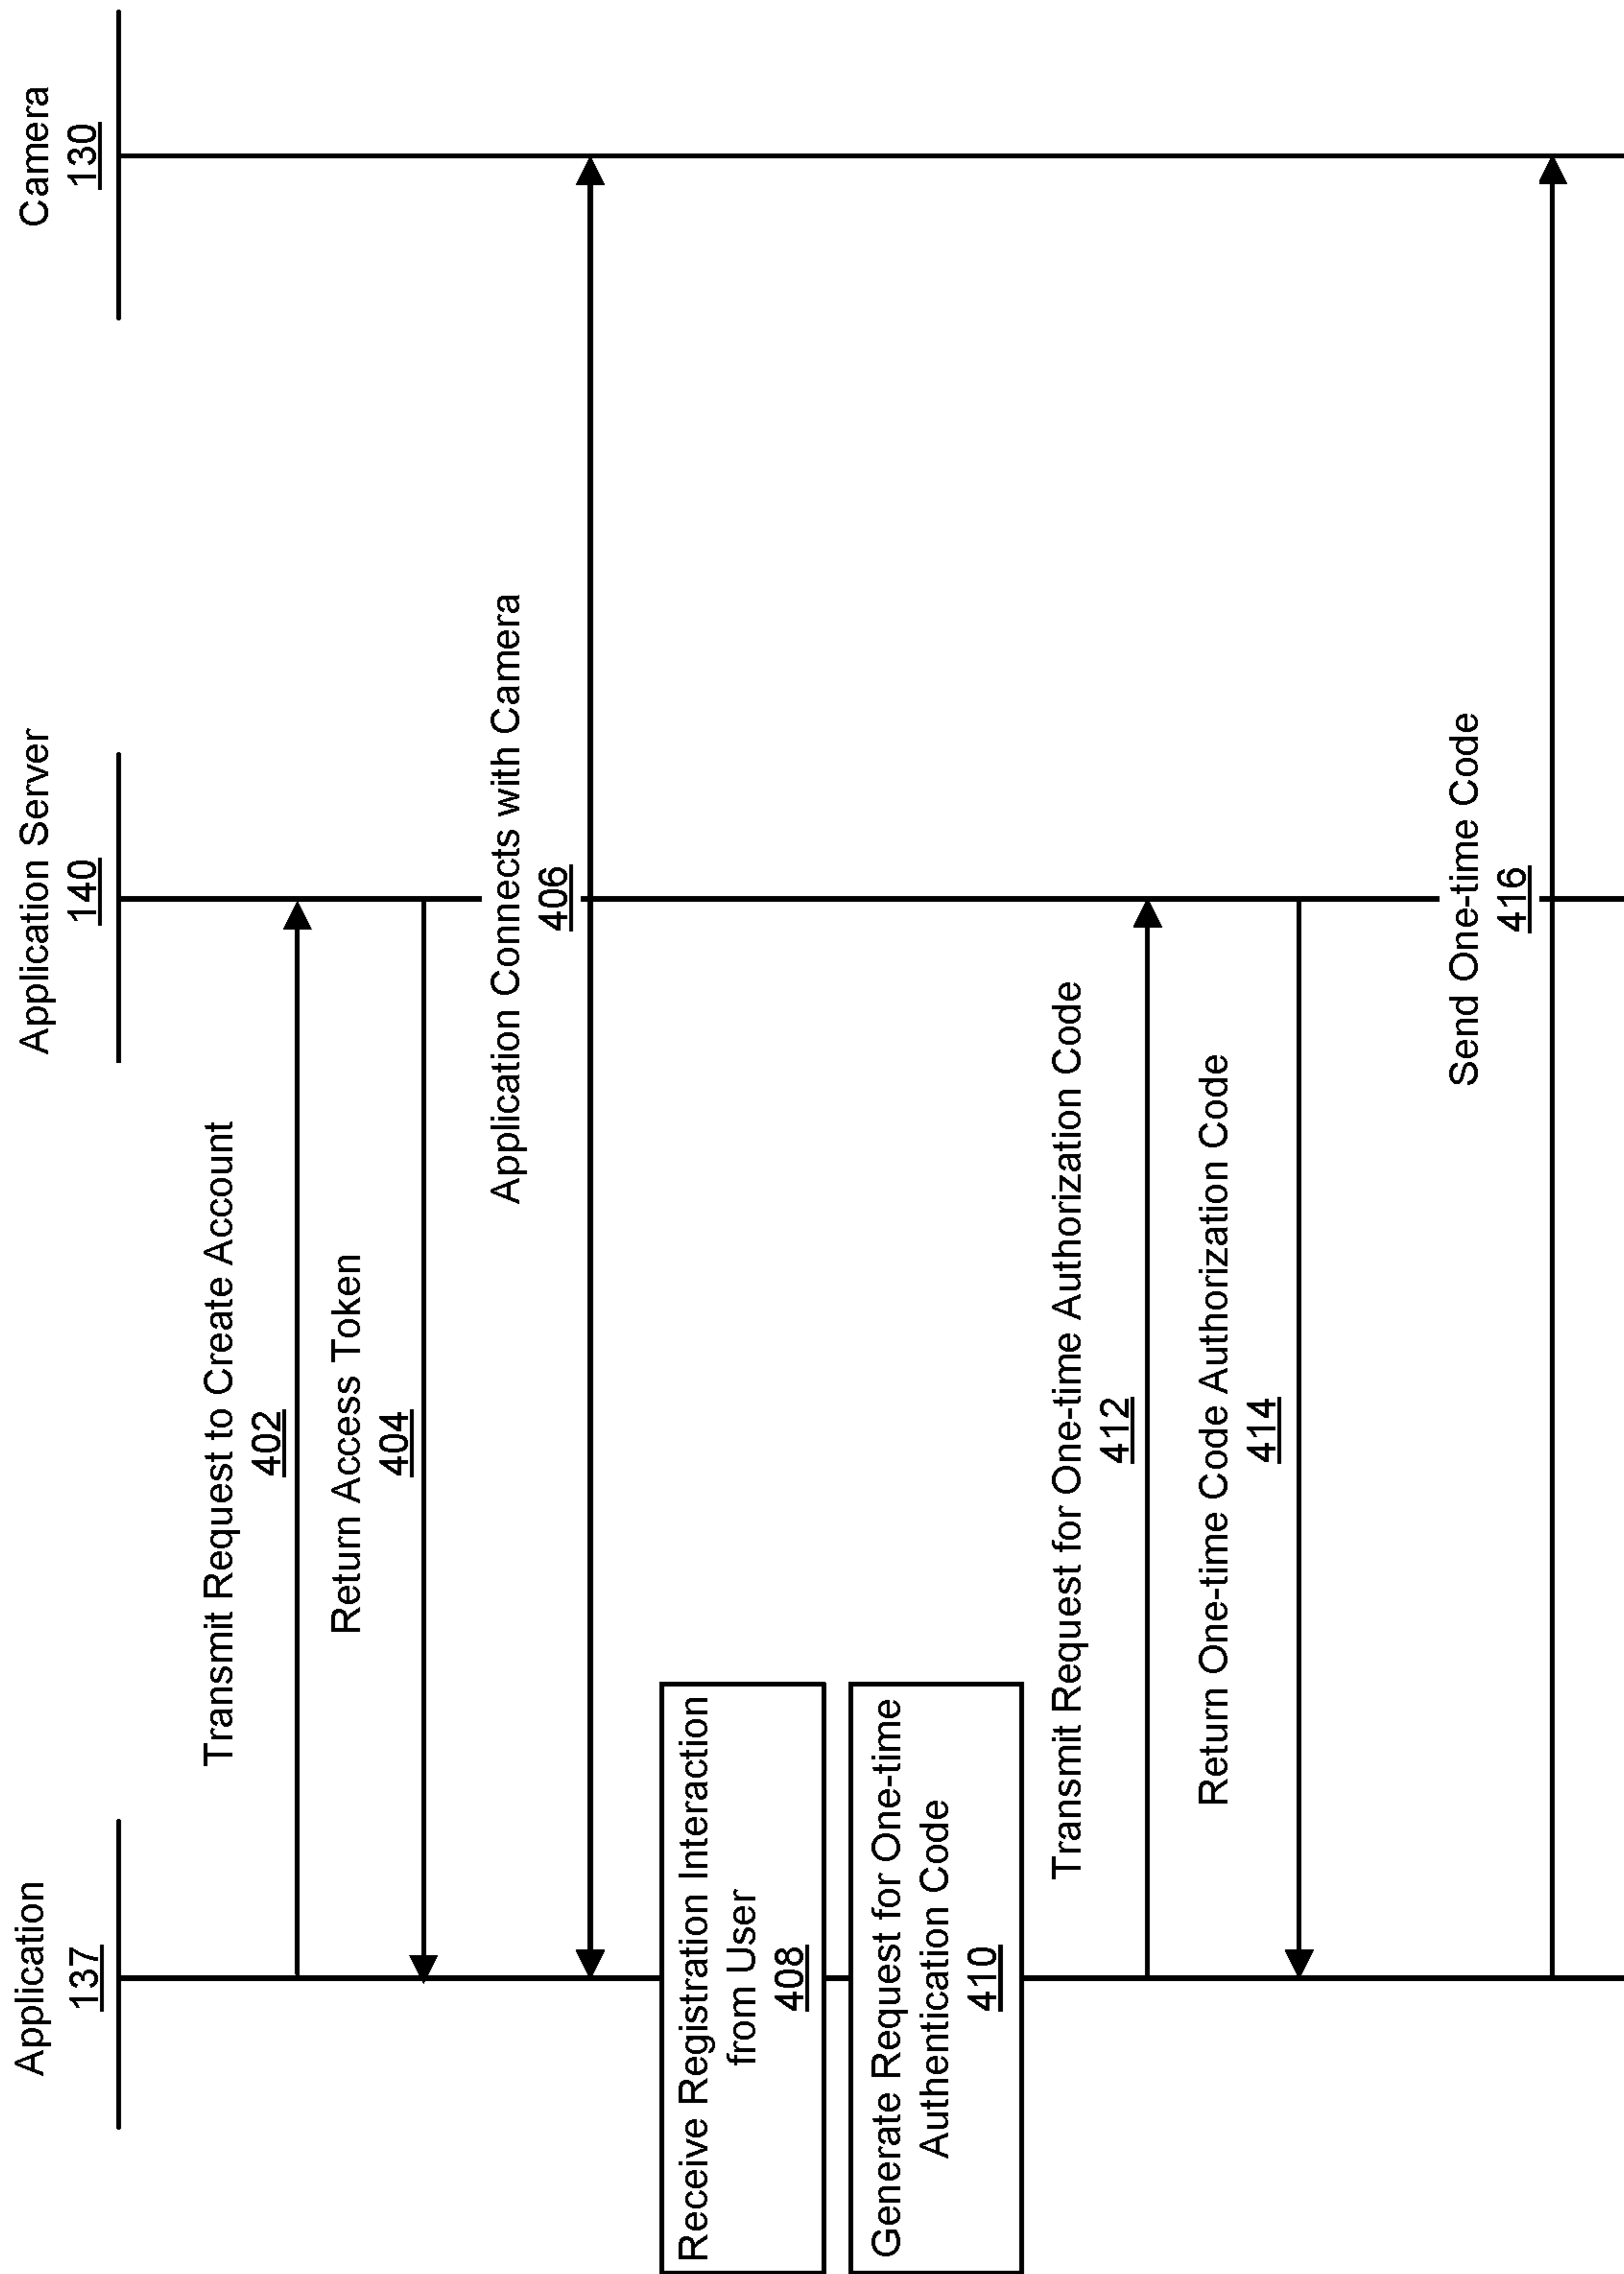 Application
137
Application Server
140
Camera
130
Transmit Request to Create Account
402
Return Access Token
404
Application Connects with Camera
406
Receive Registration Interaction
from User
408
Generate Request for One-time
Authentication Code
410
Transmit Request for One-time Authorization Code
412
Return One-time Code Authorization Code
414
Send One-time Code
416